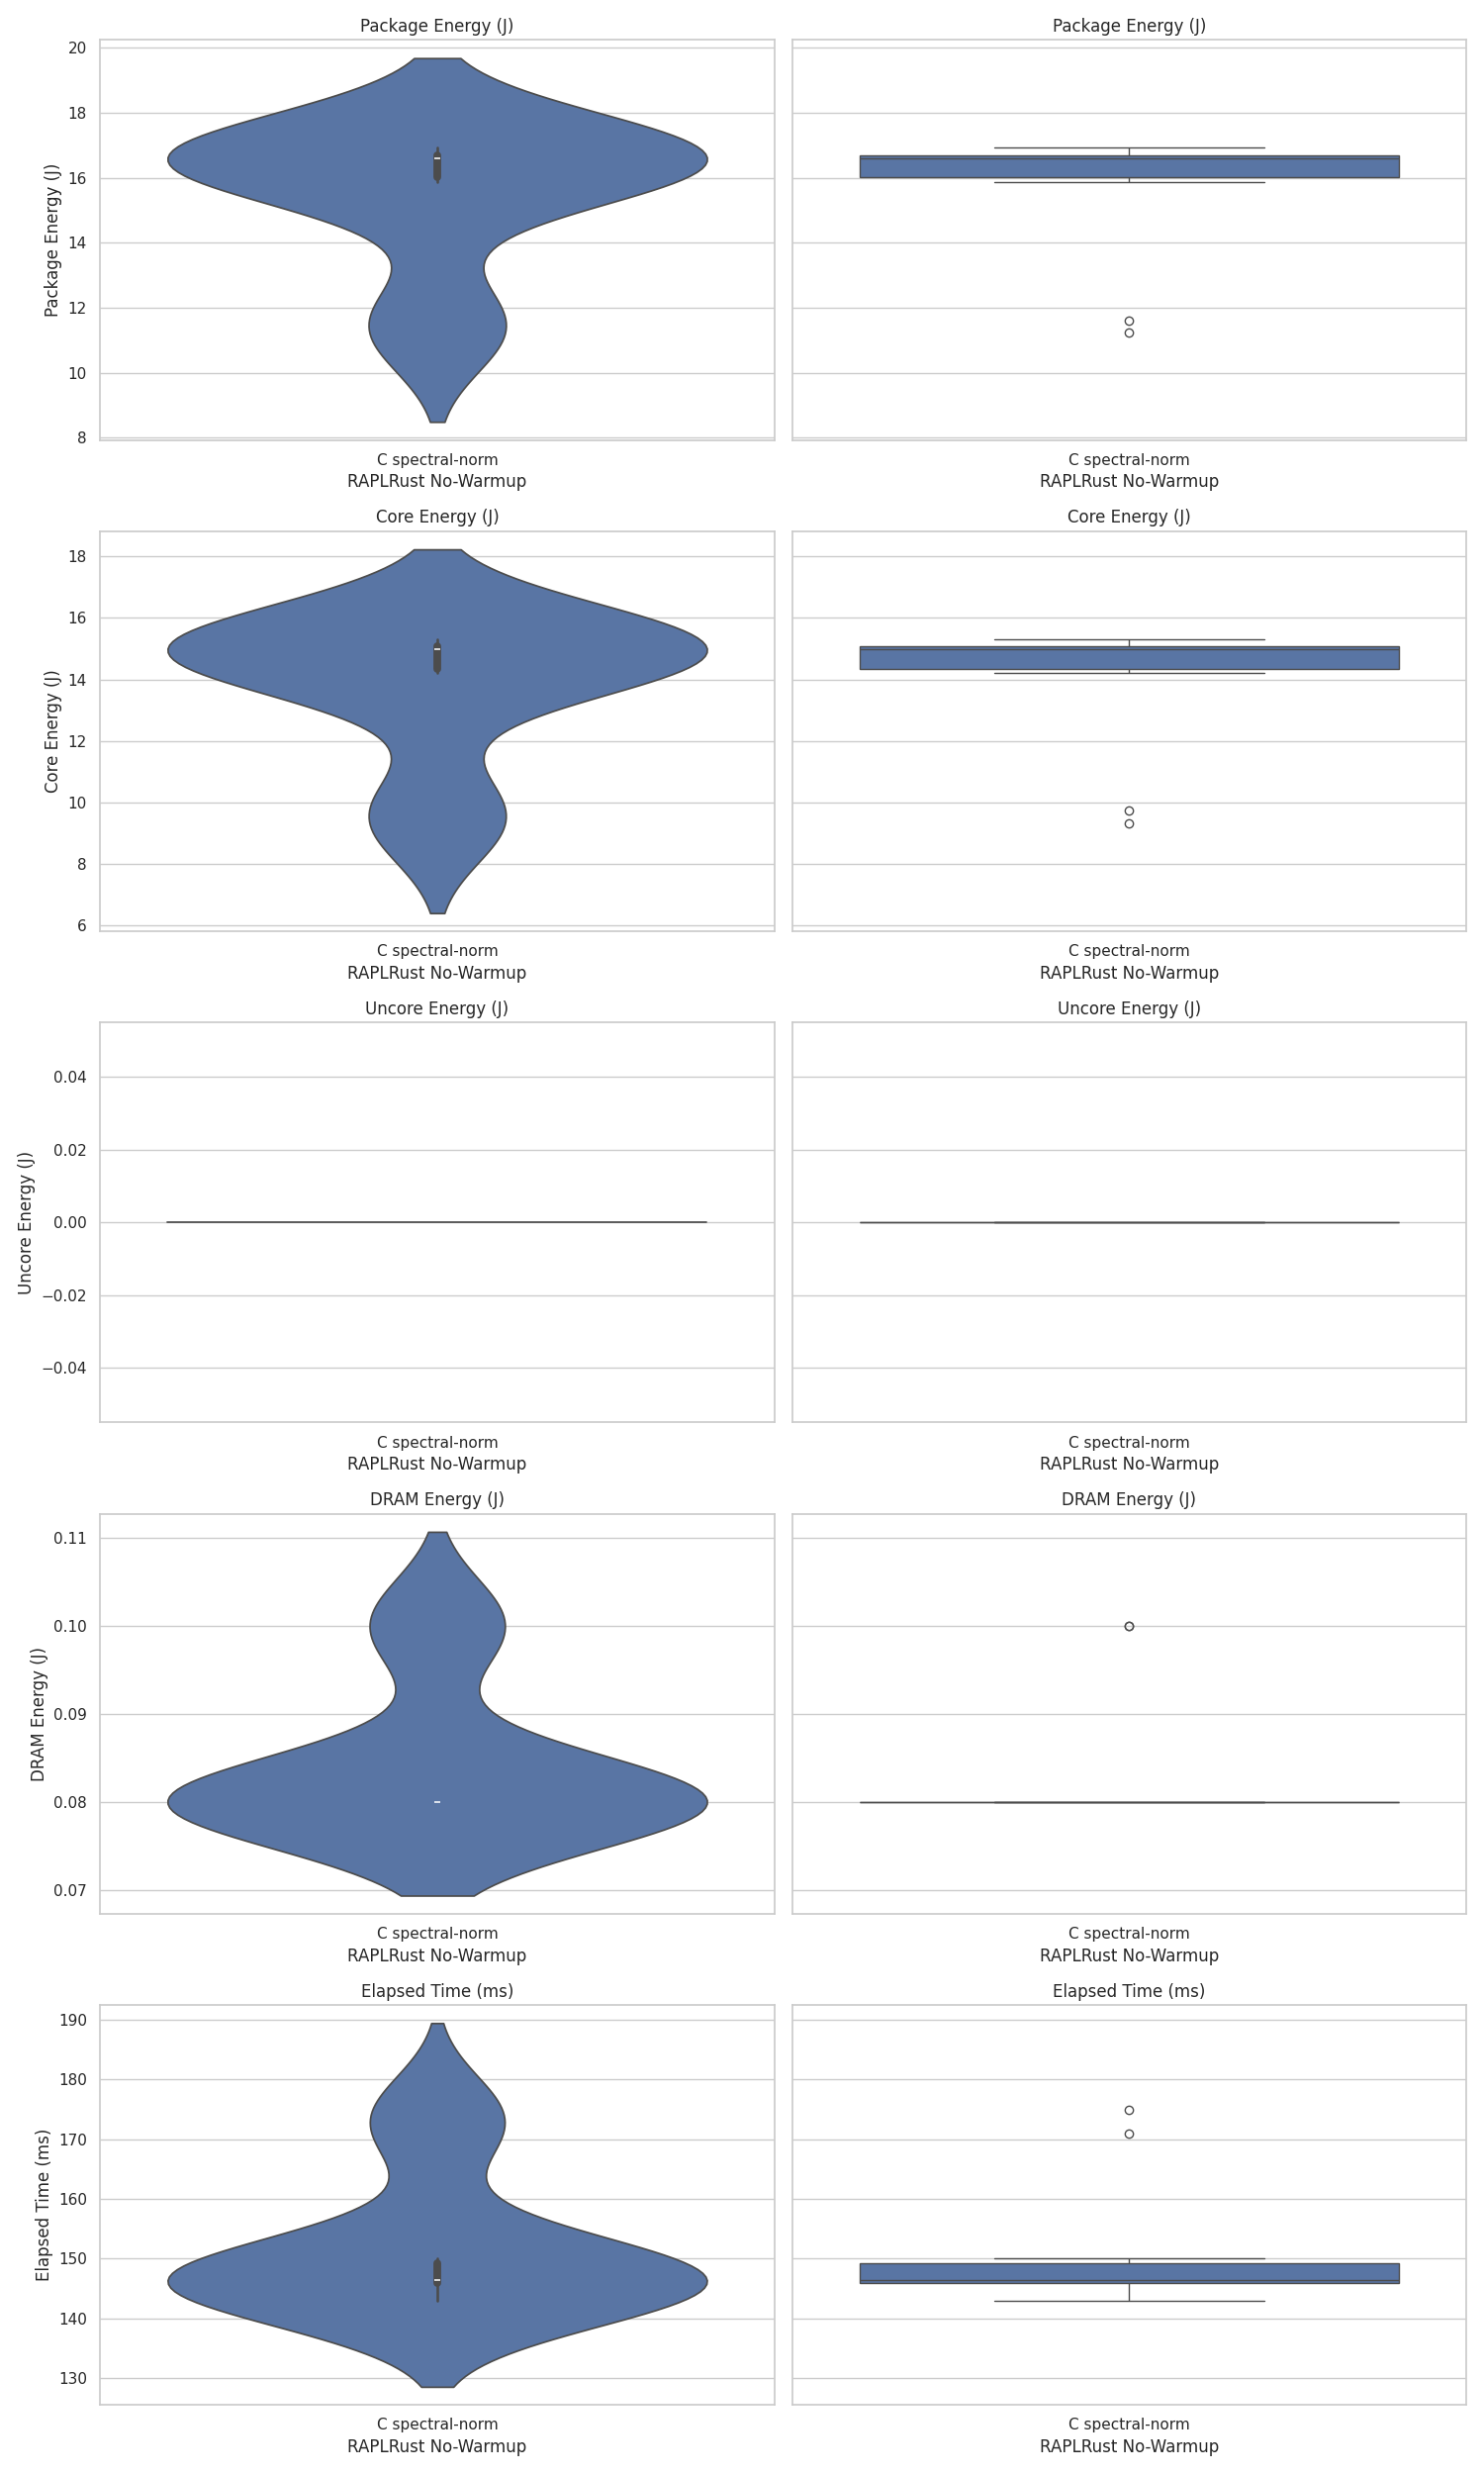 Package Energy (J)
Package Energy (J)
Package Energy (J)
20
18
16
14
12
10
8
C spectral-norm
RAPLRust No-Warmup
C spectral-norm
RAPLRust No-Warmup
Core Energy (J)
Core Energy (J)
Core Energy (J)
18
16
14
12
10
8
6
C spectral-norm
RAPLRust No-Warmup
C spectral-norm
RAPLRust No-Warmup
Uncore Energy (J)
Uncore Energy (J)
Uncore Energy (J)
0.04
0.02
0.00
−0.02
−0.04
C spectral-norm
RAPLRust No-Warmup
C spectral-norm
RAPLRust No-Warmup
DRAM Energy (J)
DRAM Energy (J)
DRAM Energy (J)
0.11
0.10
0.09
0.08
0.07
C spectral-norm
RAPLRust No-Warmup
C spectral-norm
RAPLRust No-Warmup
Elapsed Time (ms)
Elapsed Time (ms)
Elapsed Time (ms)
190
180
170
160
150
140
130
C spectral-norm
RAPLRust No-Warmup
C spectral-norm
RAPLRust No-Warmup